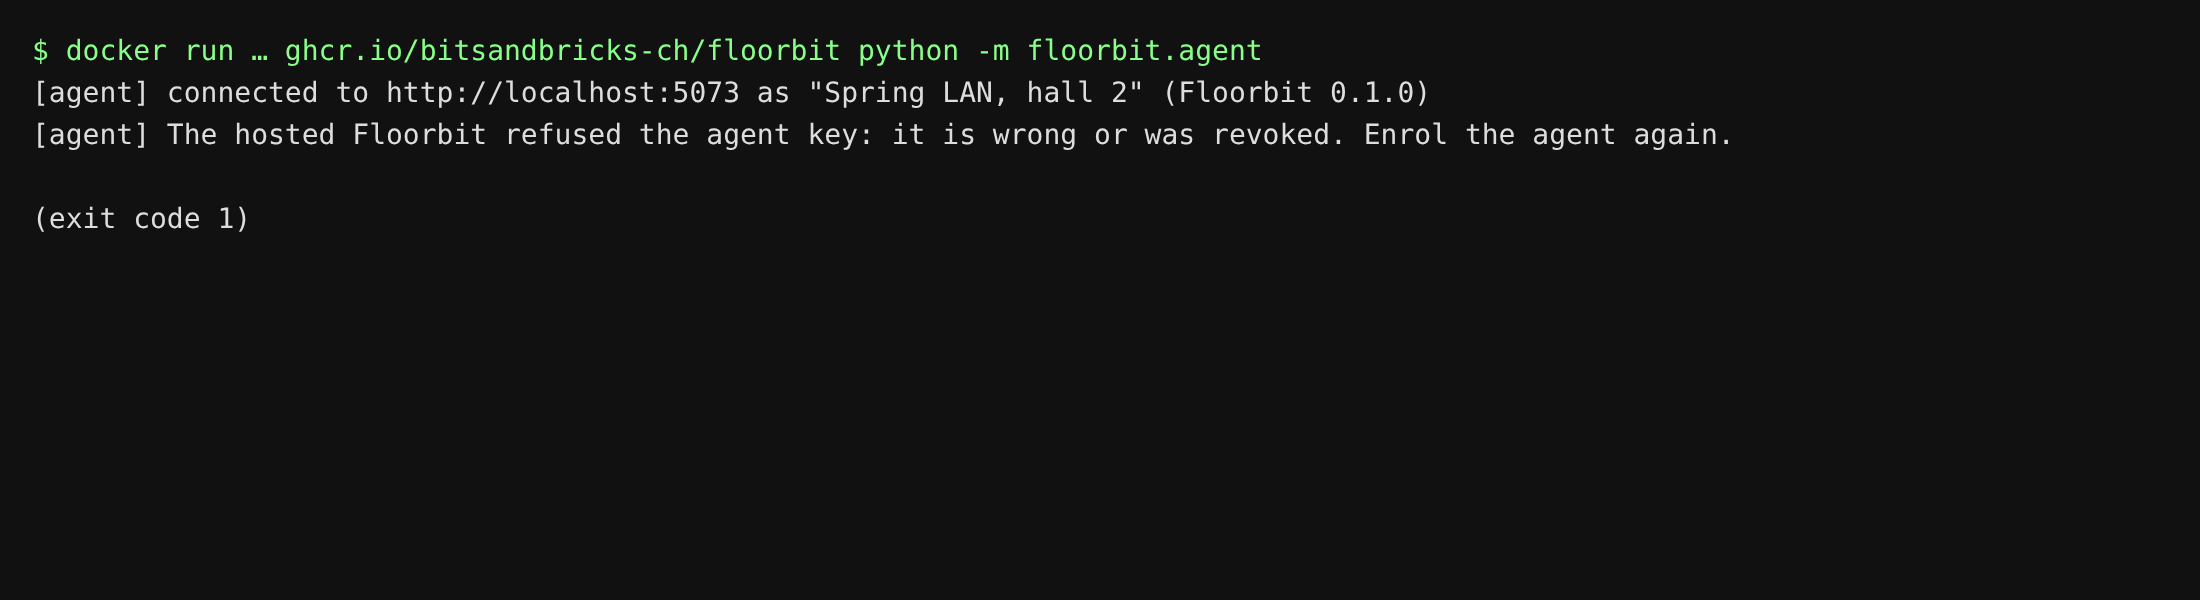 $ docker run … ghcr.io/bitsandbricks-ch/floorbit python -m floorbit.agent
[agent] connected to http://localhost:5073 as "Spring LAN, hall 2" (Floorbit 0.1.0)
[agent] The hosted Floorbit refused the agent key: it is wrong or was revoked. Enrol the agent again.
(exit code 1)